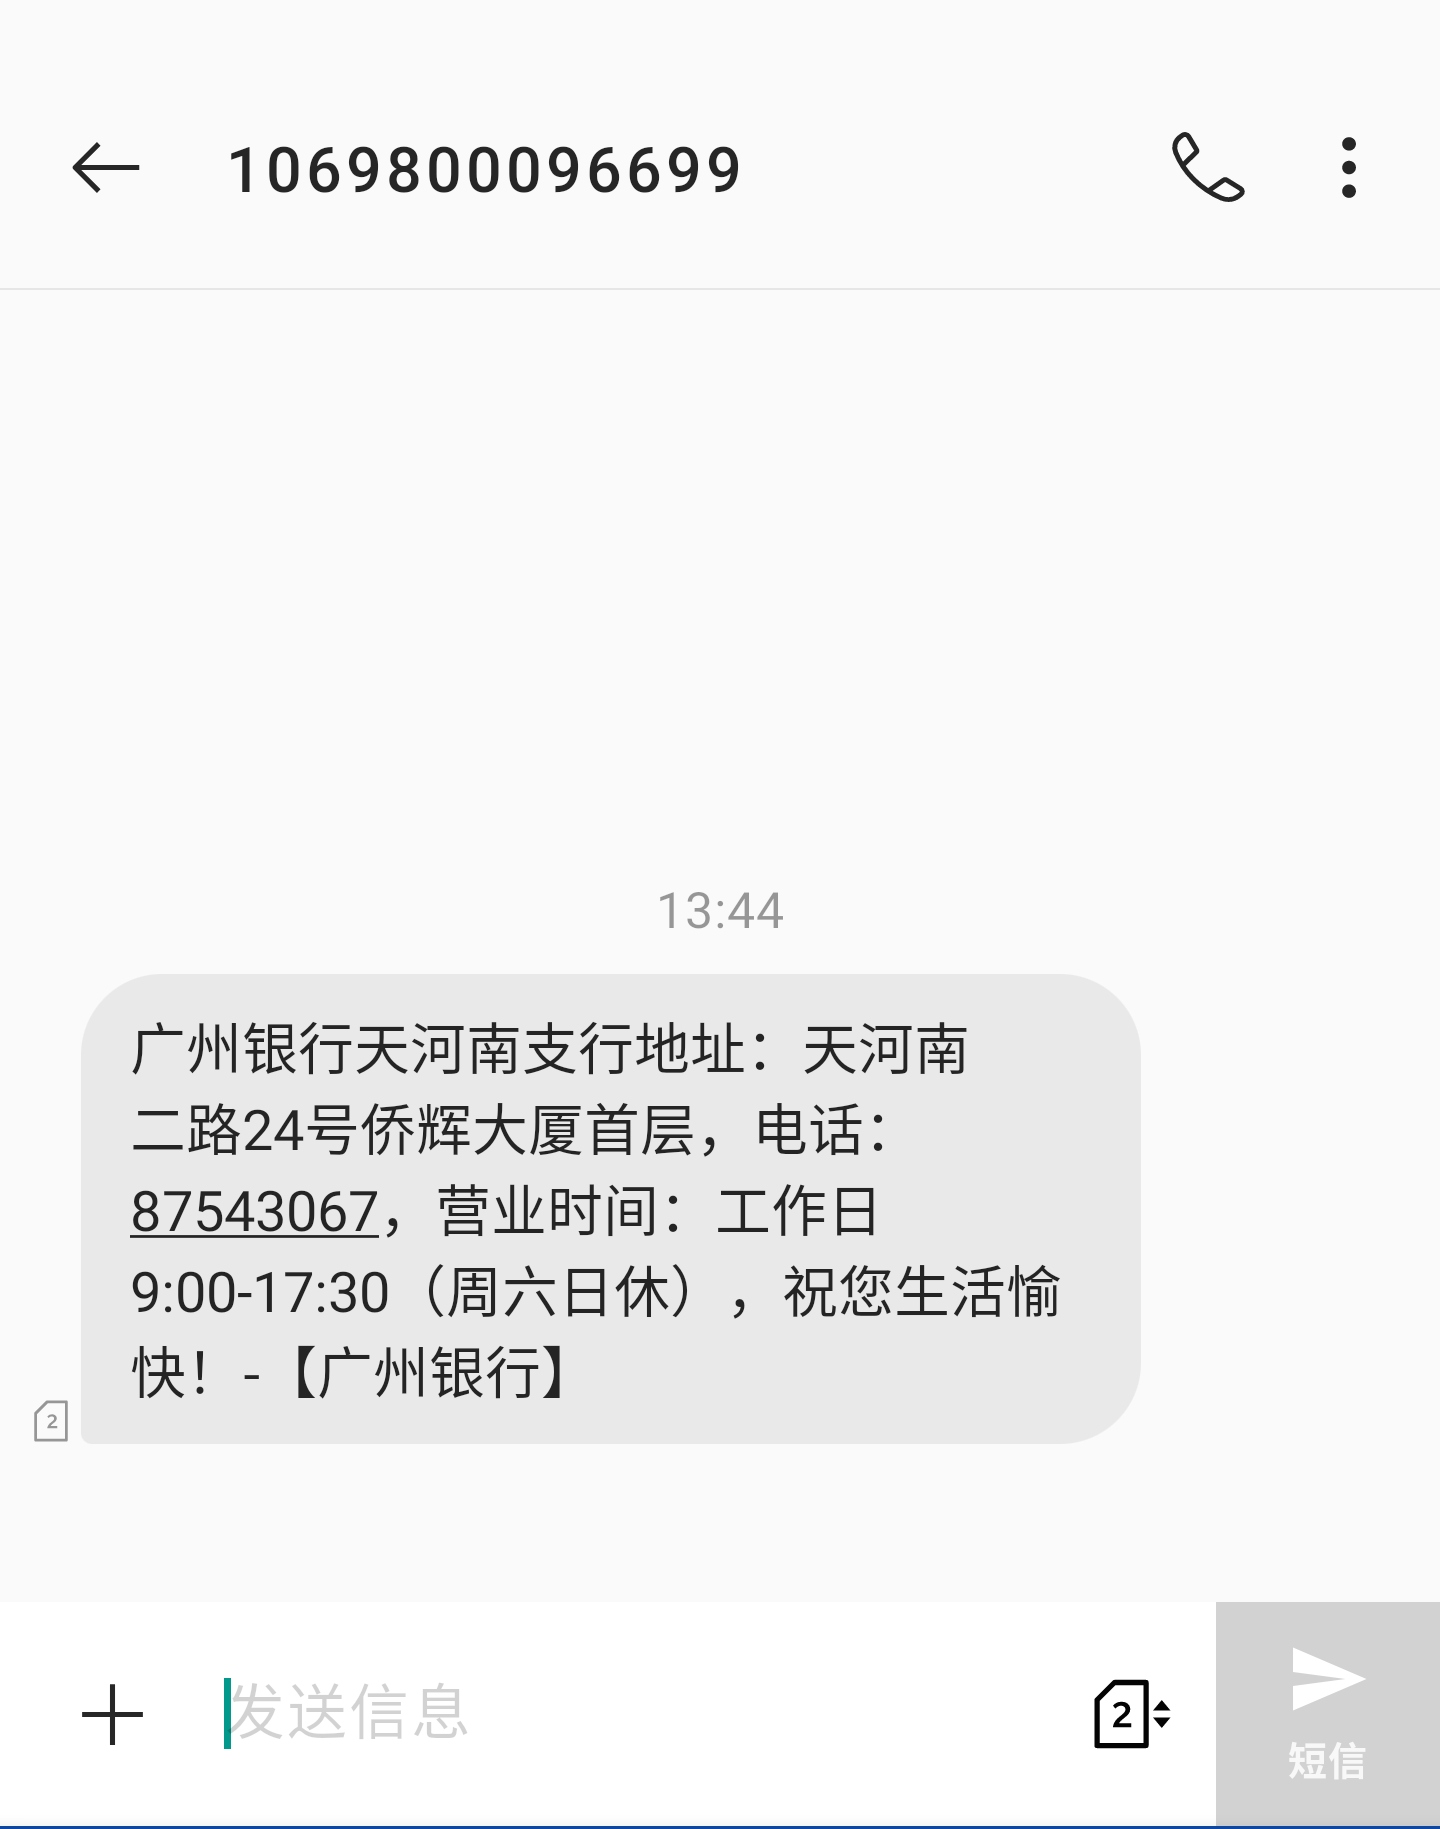 1069800096699
13:44
广州银行天河南支行地址：天河南
二路24号侨辉大厦首层，电话：
87543067，营业时间：工作日
9:00-17:30（周六日休），祝您生活愉
快！-【广州银行】
2
发送信息
2
短信